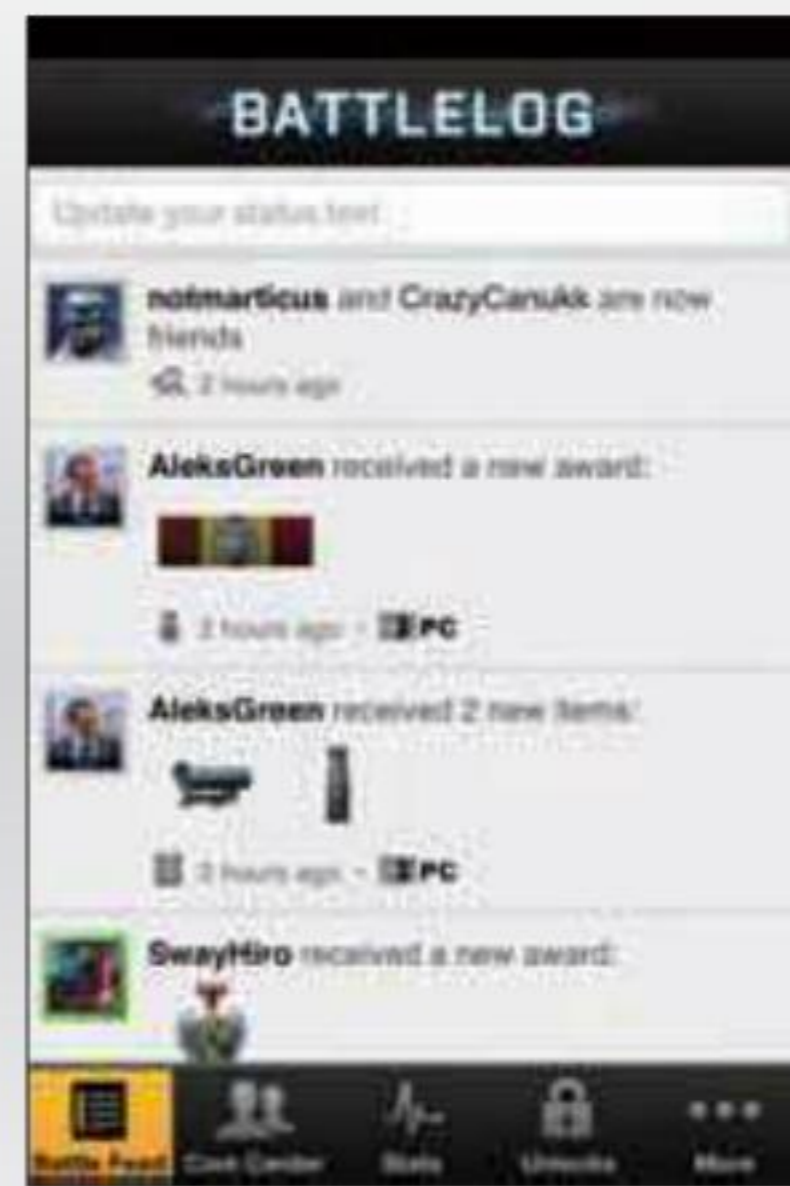 BATTLELOG
Update your status text
notmarticus and CrazyCanukk are now
friends
2 hours ago
AleksGreen received a new award:
2 hours ago - PC
AleksGreen received 2 new items:
2 hours ago - PC
SwayHiro received a new award:
Battle Feed Com Center Stats Unlocks More